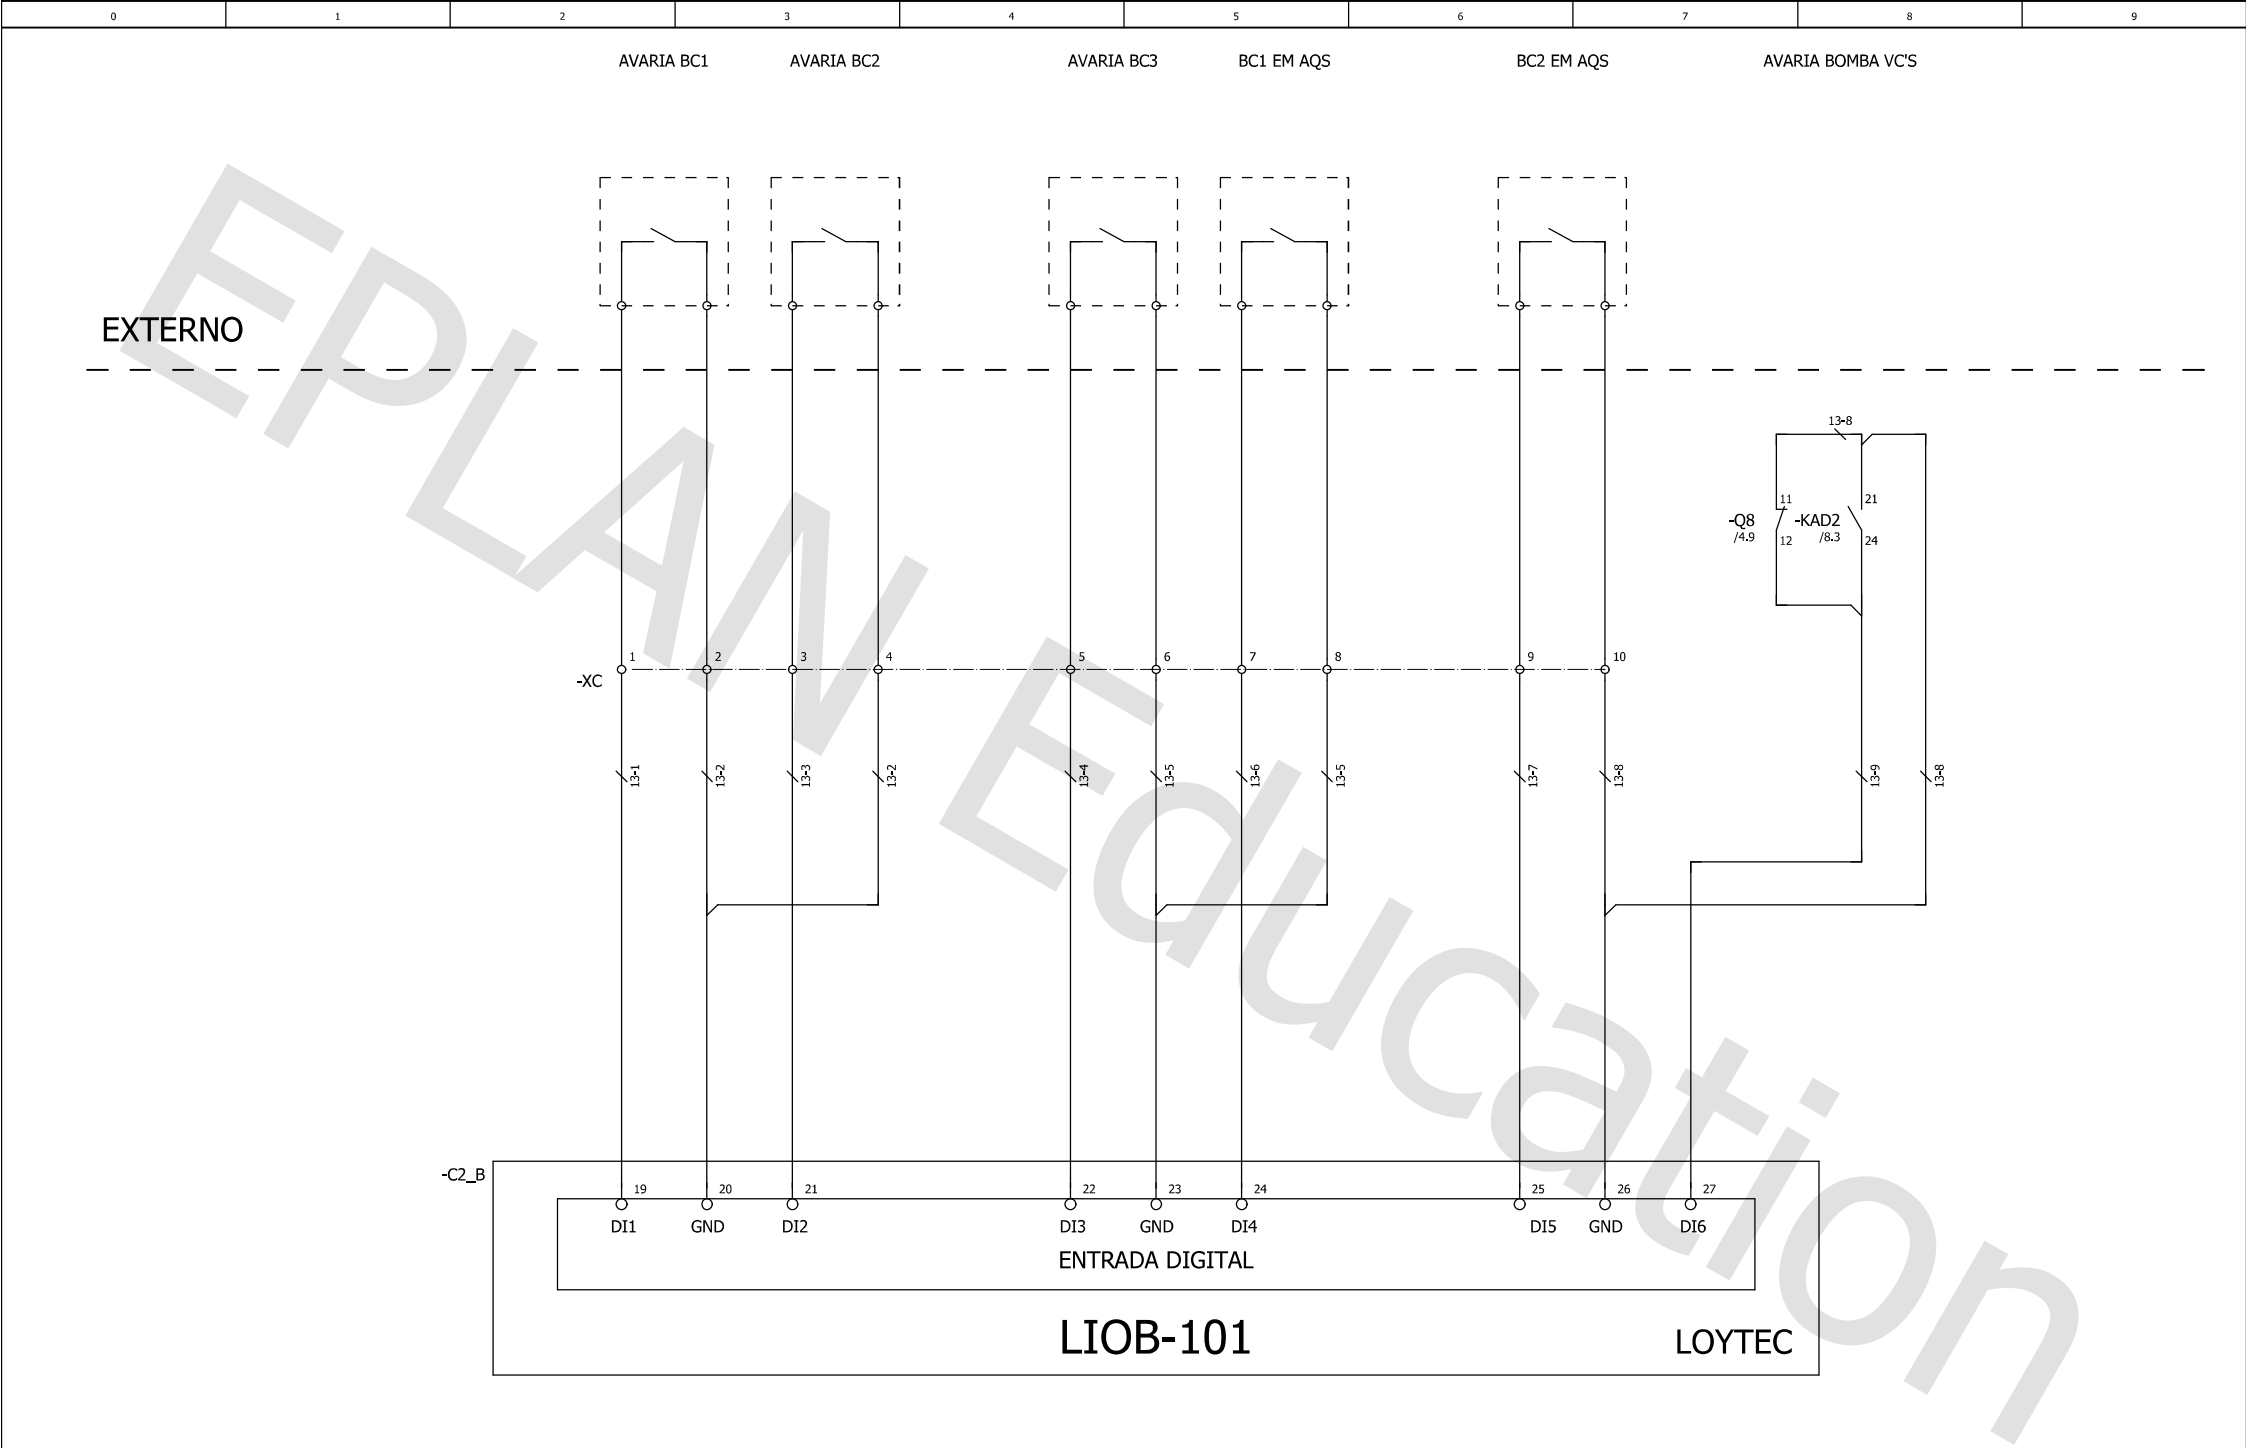 0 1 2 3 4 5 6 7 8 9
AVARIA BC1 AVARIA BC2 AVARIA BC3 BC1 EM AQS BC2 EM AQS AVARIA BOMBA VC'S
EXTERNO
13-8
11 21
-Q8 -KAD2
/4.9 12 /8.3 24
1 2 3 4 5 6 7 8 9 10
-XC
13-1 13-2 13-3 13-2 13-4 13-5 13-6 13-5 13-7 13-8 13-9 13-8
-C2_B
19 20 21 22 23 24 25 26 27
DI1 GND DI2 DI3 GND DI4 DI5 GND DI6
ENTRADA DIGITAL
LIOB-101 LOYTEC
EPLAN Education